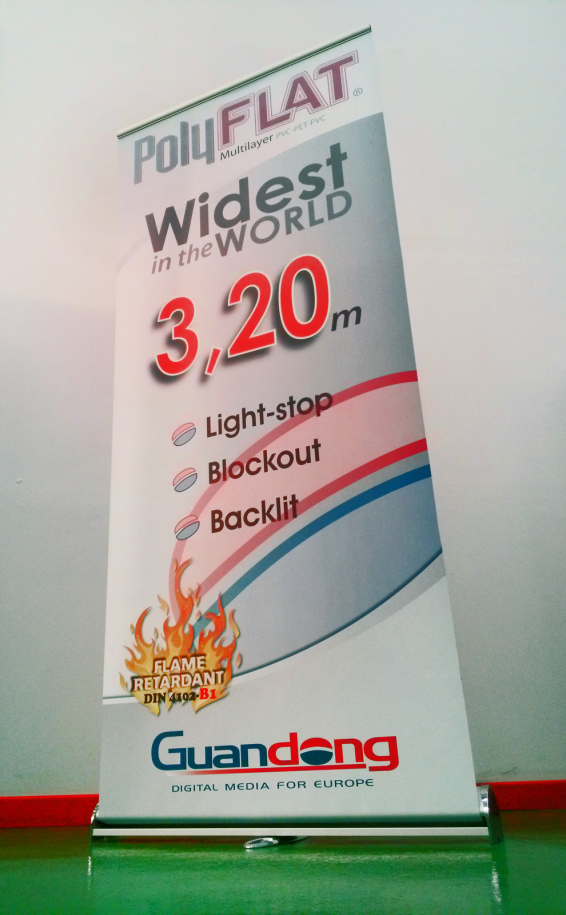 PolyFLAT®
Multilayer PVC-PET-PVC
Widest
in the WORLD
3,20m
Light-stop
Blockout
Backlit
FLAME
RETARDANT
DIN 4102-B1
Guandong
DIGITAL MEDIA FOR EUROPE